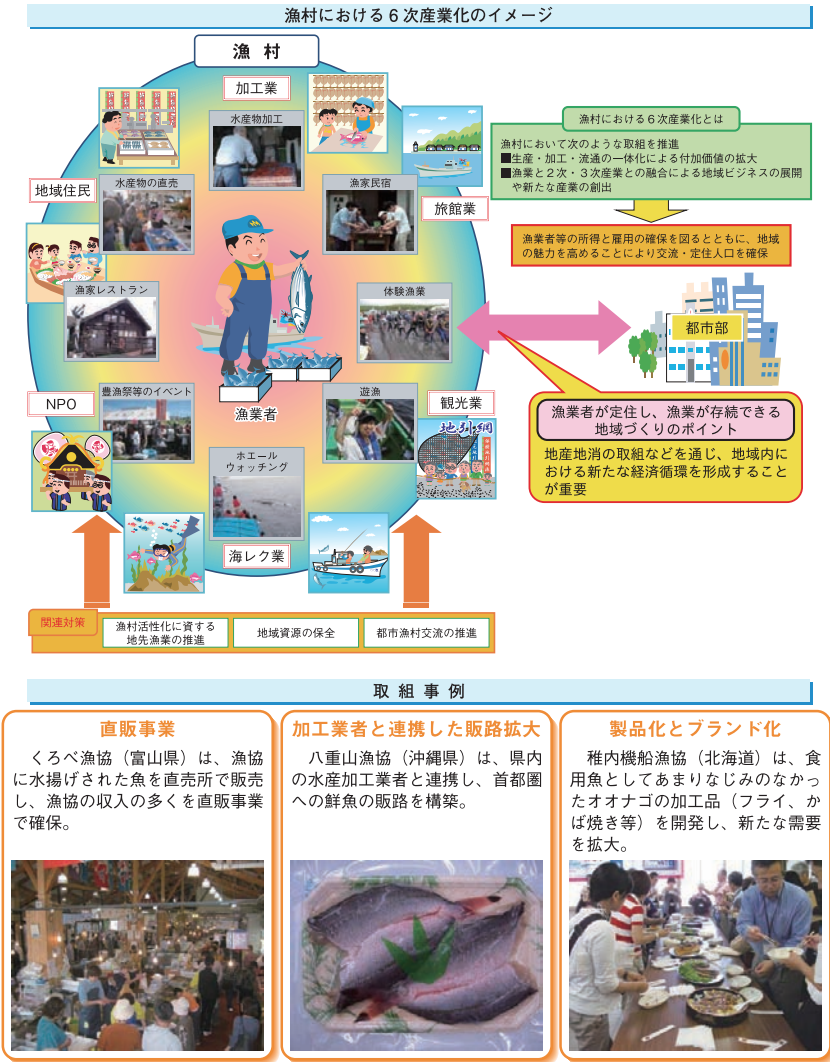 漁村における６次産業化のイメージ
漁村
加工業
水産物加工
地域住民
水産物の直売
漁家民宿
旅館業
漁家レストラン
体験漁業
NPO
豊漁祭等のイベント
漁業者
遊漁
観光業
地引網
ホエール
ウォッチング
海レク業
漁村における６次産業化とは
漁村において次のような取組を推進
■生産・加工・流通の一体化による付加価値の拡大
■漁業と２次・３次産業との融合による地域ビジネスの展開
や新たな産業の創出
漁業者等の所得と雇用の確保を図るとともに、地域
の魅力を高めることにより交流・定住人口を確保
都市部
漁業者が定住し、漁業が存続できる
地域づくりのポイント
地産地消の取組などを通じ、地域内に
おける新たな経済循環を形成すること
が重要
関連対策
漁村活性化に資する
地先漁業の推進
地域資源の保全
都市漁村交流の推進
取組事例
直販事業
くろべ漁協（富山県）は、漁協
に水揚げされた魚を直売所で販売
し、漁協の収入の多くを直販事業
で確保。
加工業者と連携した販路拡大
八重山漁協（沖縄県）は、県内
の水産加工業者と連携し、首都圏
への鮮魚の販路を構築。
製品化とブランド化
稚内機船漁協（北海道）は、食
用魚としてあまりなじみのなかっ
たオオナゴの加工品（フライ、か
ば焼き等）を開発し、新たな需要
を拡大。